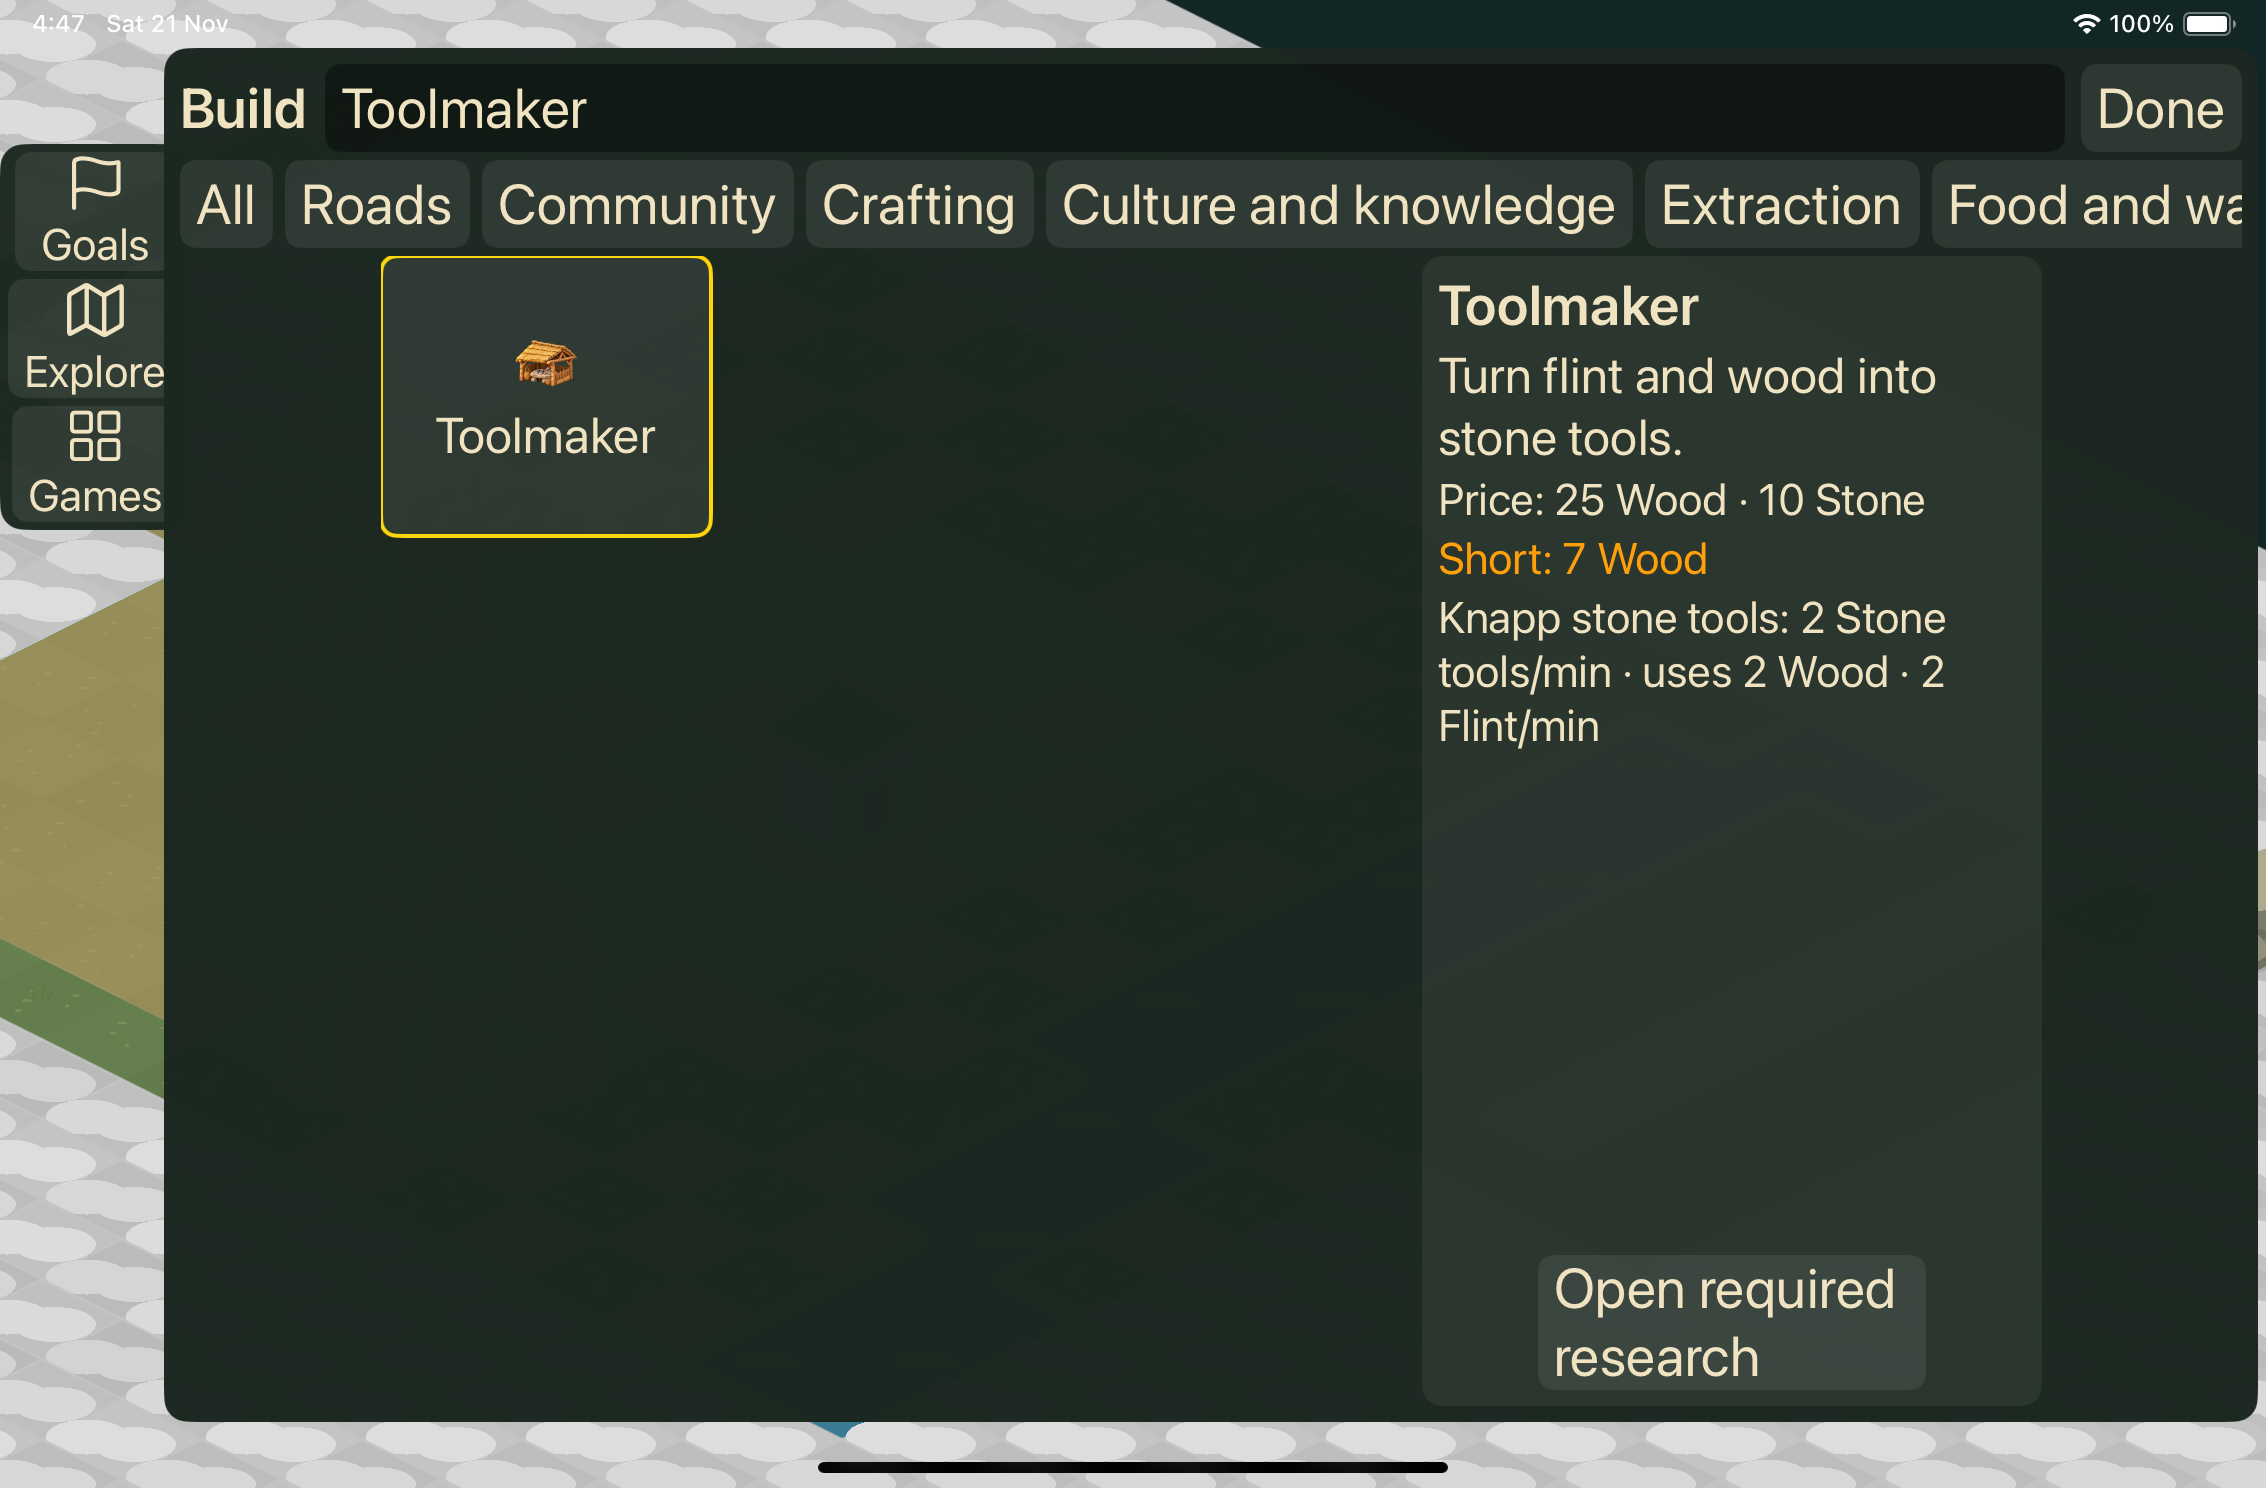 4:47 Sat 21 Nov
100%
Build
Toolmaker
Done
Goals
Explore
Games
All
Roads
Community
Crafting
Culture and knowledge
Extraction
Food and wa
Toolmaker
Toolmaker
Turn flint and wood into
stone tools.
Price: 25 Wood · 10 Stone
Short: 7 Wood
Knapp stone tools: 2 Stone
tools/min · uses 2 Wood · 2
Flint/min
Open required
research